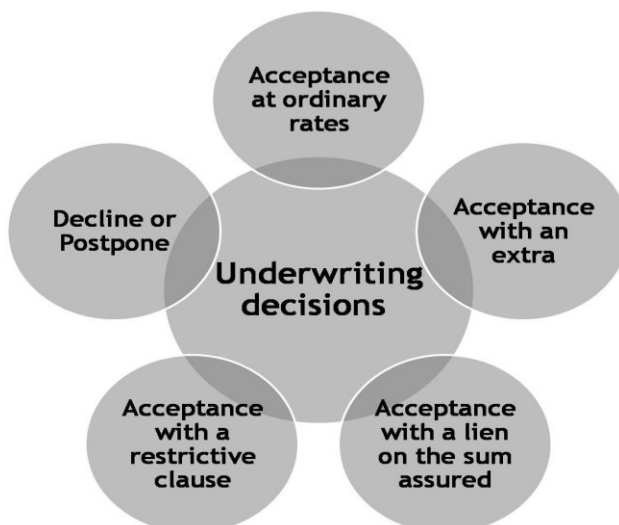 Acceptance
at ordinary
rates
Decline or
Postpone
Acceptance
with an
extra
Underwriting
decisions
Acceptance
with a
restrictive
clause
Acceptance
with a lien
on the sum
assured